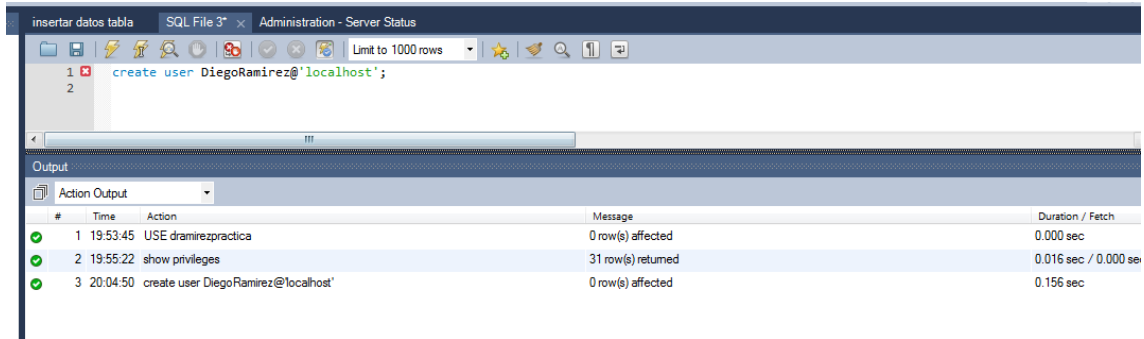 insertar datos tabla SQL File 3* × Administration - Server Status
Limit to 1000 rows
1 create user DiegoRamirez@'localhost';
2
Output
Action Output
# Time Action Message Duration / Fetch
1 19:53:45 USE dramirezpractica 0 row(s) affected 0.000 sec
2 19:55:22 show privileges 31 row(s) returned 0.016 sec / 0.000 se
3 20:04:50 create user DiegoRamirez@'localhost' 0 row(s) affected 0.156 sec